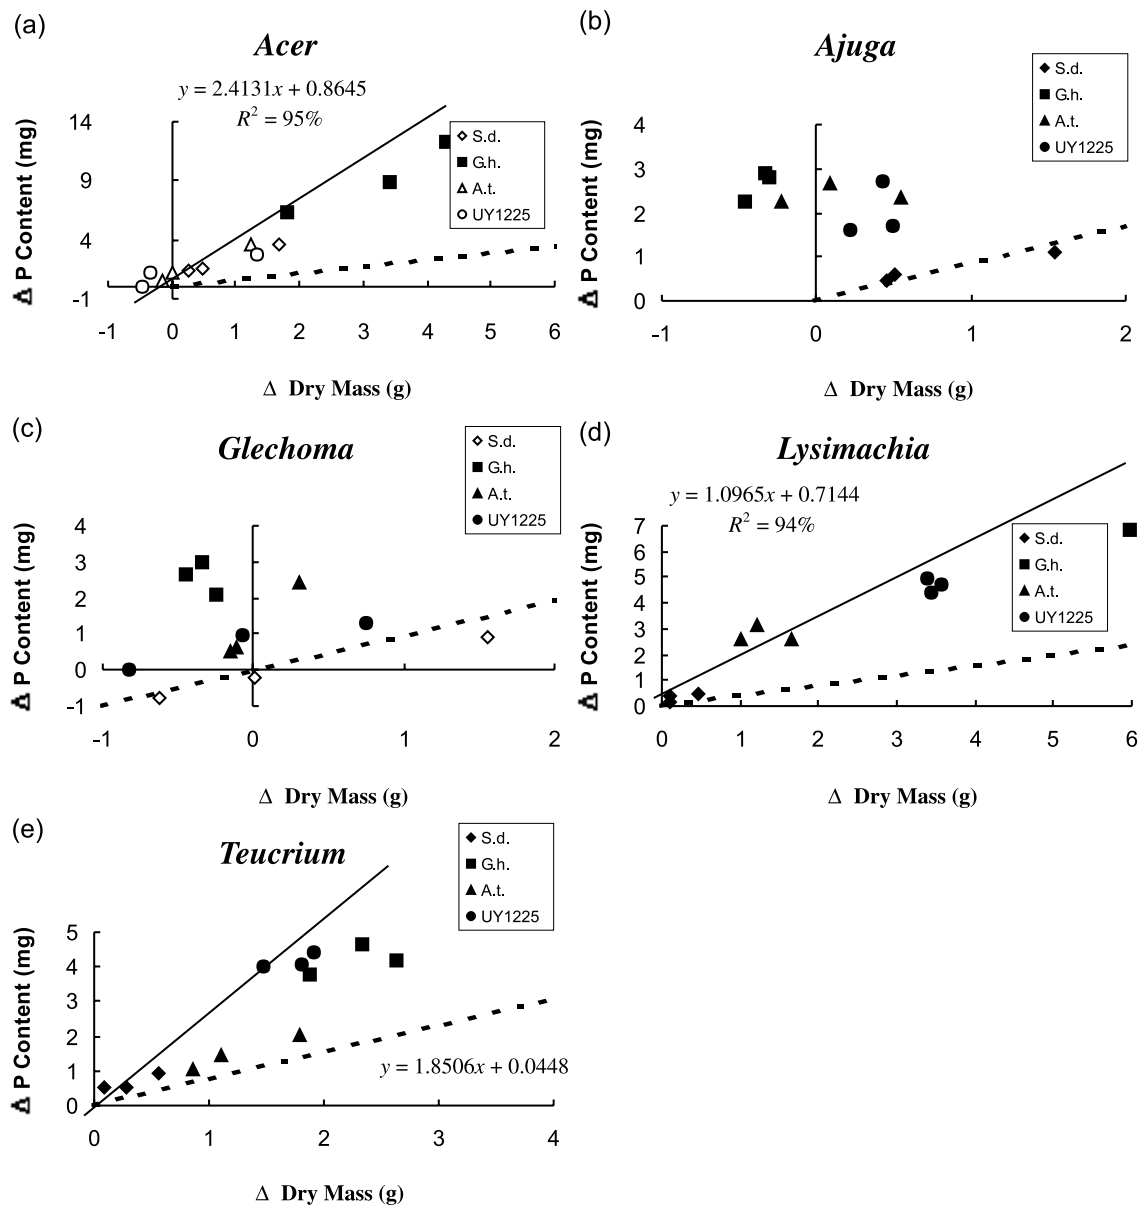 (a)
Acer
y = 2.4131x + 0.8645
R² = 95%
S.d.
G.h.
A.t.
UY1225
Δ P Content (mg)
14
9
4
-1
-1 0 1 2 3 4 5 6
Δ Dry Mass (g)
(b)
Ajuga
S.d.
G.h.
A.t.
UY1225
Δ P Content (mg)
4
3
2
1
0
-1 0 1 2
Δ Dry Mass (g)
(c)
Glechoma
S.d.
G.h.
A.t.
UY1225
Δ P Content (mg)
4
3
2
1
0
-1
-1 0 1 2
Δ Dry Mass (g)
(d)
Lysimachia
y = 1.0965x + 0.7144
R² = 94%
S.d.
G.h.
A.t.
UY1225
Δ P Content (mg)
7
6
5
4
3
2
1
0
0 1 2 3 4 5 6
Δ Dry Mass (g)
(e)
Teucrium
S.d.
G.h.
A.t.
UY1225
Δ P Content (mg)
5
4
3
2
1
0
y = 1.8506x + 0.0448
0 1 2 3 4
Δ Dry Mass (g)